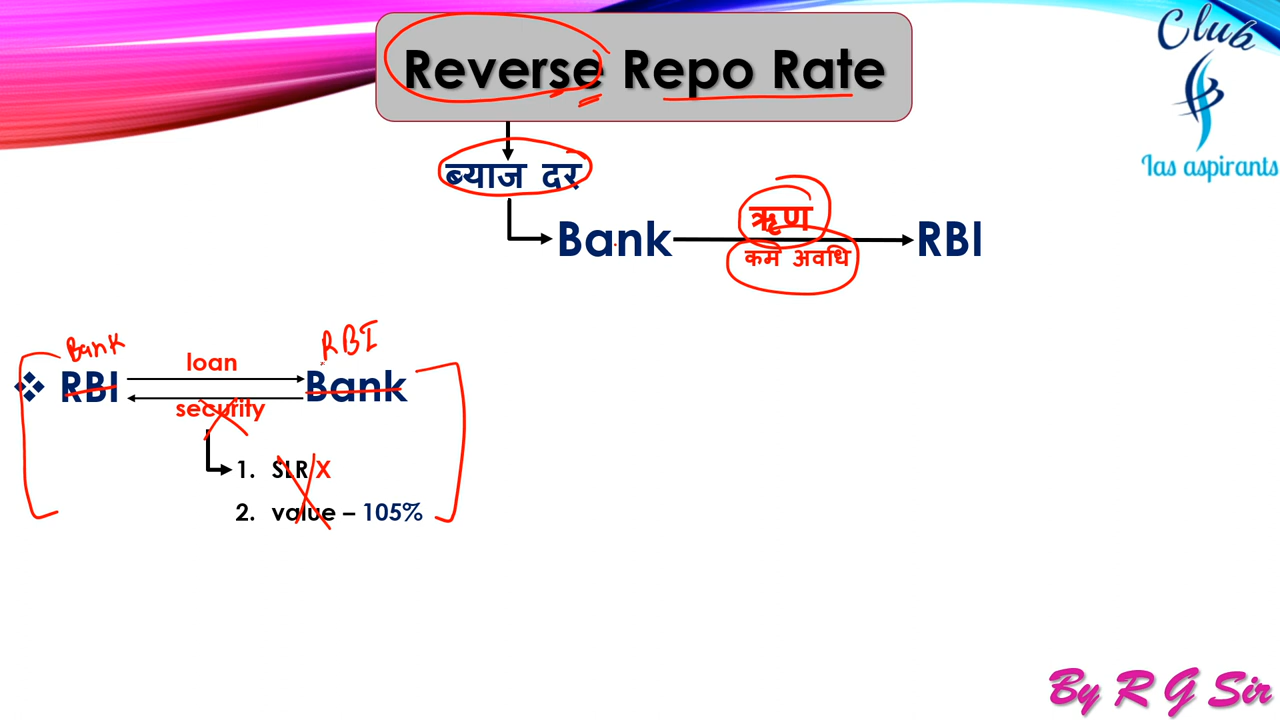 Club
Ias aspirants
Reverse Repo Rate
ब्याज दर
Bank ऋण RBI
कम अवधि
Bank RBI
RBI loan Bank
security
1. SLR X
2. value – 105%
By R G Sir